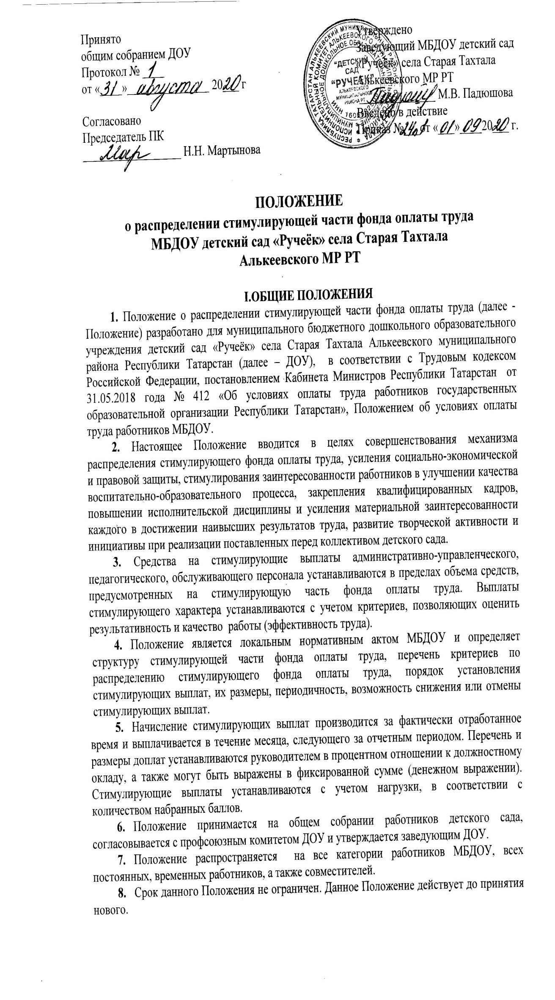 Принято
общим собранием ДОУ
Протокол № 1
от «31» августа 2020 г
Согласовано
Председатель ПК
Н.Н. Мартынова
Утверждено
Заведующий МБДОУ детский сад
«Ручеёк» села Старая Тахтала
Алькеевского МР РТ
М.В. Падюшова
Введено в действие
Приказ № от «01» 09 2020 г.
"ДЕТСКИЙ
САД
"РУЧЕЕК"
АЛЬКЕЕВСКОГО
МУНИЦИПАЛЬНОГО
РАЙОНА РТ
ПОЛОЖЕНИЕ
о распределении стимулирующей части фонда оплаты труда
МБДОУ детский сад «Ручеёк» села Старая Тахтала
Алькеевского МР РТ
I.ОБЩИЕ ПОЛОЖЕНИЯ
1. Положение о распределении стимулирующей части фонда оплаты труда (далее -
Положение) разработано для муниципального бюджетного дошкольного образовательного
учреждения детский сад «Ручеёк» села Старая Тахтала Алькеевского муниципального
района Республики Татарстан (далее – ДОУ), в соответствии с Трудовым кодексом
Российской Федерации, постановлением Кабинета Министров Республики Татарстан от
31.05.2018 года № 412 «Об условиях оплаты труда работников государственных
образовательной организации Республики Татарстан», Положением об условиях оплаты
труда работников МБДОУ.
2. Настоящее Положение вводится в целях совершенствования механизма
распределения стимулирующего фонда оплаты труда, усиления социально-экономической
и правовой защиты, стимулирования заинтересованности работников в улучшении качества
воспитательно-образовательного процесса, закрепления квалифицированных кадров,
повышении исполнительской дисциплины и усиления материальной заинтересованности
каждого в достижении наивысших результатов труда, развитие творческой активности и
инициативы при реализации поставленных перед коллективом детского сада.
3. Средства на стимулирующие выплаты административно-управленческого,
педагогического, обслуживающего персонала устанавливаются в пределах объема средств,
предусмотренных на стимулирующую часть фонда оплаты труда. Выплаты
стимулирующего характера устанавливаются с учетом критериев, позволяющих оценить
результативность и качество работы (эффективность труда).
4. Положение является локальным нормативным актом МБДОУ и определяет
структуру стимулирующей части фонда оплаты труда, перечень критериев по
распределению стимулирующего фонда оплаты труда, порядок установления
стимулирующих выплат, их размеры, периодичность, возможность снижения или отмены
стимулирующих выплат.
5. Начисление стимулирующих выплат производится за фактически отработанное
время и выплачивается в течение месяца, следующего за отчетным периодом. Перечень и
размеры доплат устанавливаются руководителем в процентном отношении к должностному
окладу, а также могут быть выражены в фиксированной сумме (денежном выражении).
Стимулирующие выплаты устанавливаются с учетом нагрузки, в соответствии с
количеством набранных баллов.
6. Положение принимается на общем собрании работников детского сада,
согласовывается с профсоюзным комитетом ДОУ и утверждается заведующим ДОУ.
7. Положение распространяется на все категории работников МБДОУ, всех
постоянных, временных работников, а также совместителей.
8. Срок данного Положения не ограничен. Данное Положение действует до принятия
нового.